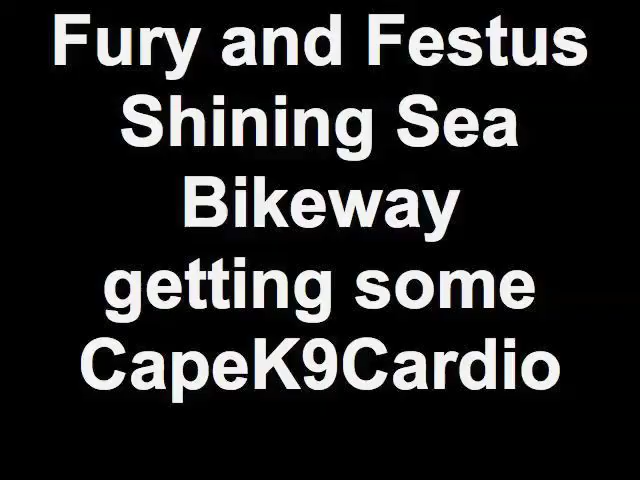 Fury and Festus
Shining Sea
Bikeway
getting some
CapeK9Cardio